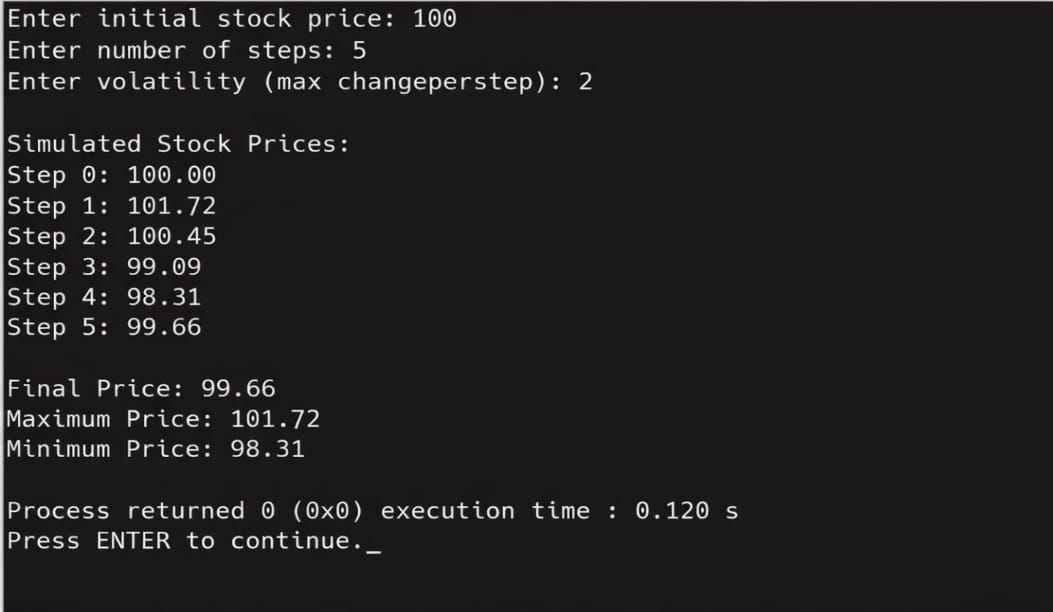 Enter initial stock price: 100
Enter number of steps: 5
Enter volatility (max changeperstep): 2
Simulated Stock Prices:
Step 0: 100.00
Step 1: 101.72
Step 2: 100.45
Step 3: 99.09
Step 4: 98.31
Step 5: 99.66
Final Price: 99.66
Maximum Price: 101.72
Minimum Price: 98.31
Process returned 0 (0x0) execution time : 0.120 s
Press ENTER to continue._